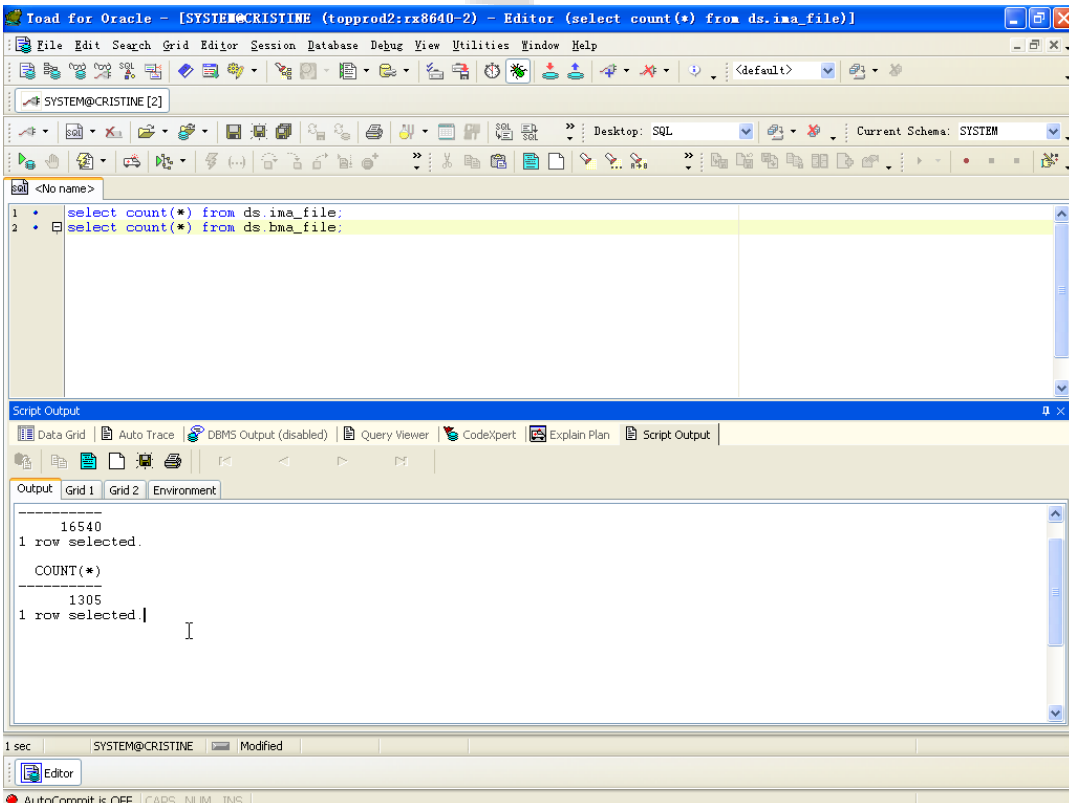 Toad for Oracle - [SYSTEM@CRISTINE (topprod2:rx8640-2) - Editor (select count(*) from ds.ima_file)]
File Edit Search Grid Editor Session Database Debug View Utilities Window Help
<default>
SYSTEM@CRISTINE [2]
SQL Desktop: SQL Current Schema: SYSTEM
SQL <No name>
1 select count(*) from ds.ima_file;
2 select count(*) from ds.bma_file;
Script Output
Data Grid Auto Trace DBMS Output (disabled) Query Viewer CodeXpert Explain Plan Script Output
Output Grid 1 Grid 2 Environment
----------
16540
1 row selected.
COUNT(*)
----------
1305
1 row selected.
1 sec SYSTEM@CRISTINE Modified
Editor
AutoCommit is OFF CAPS NUM INS